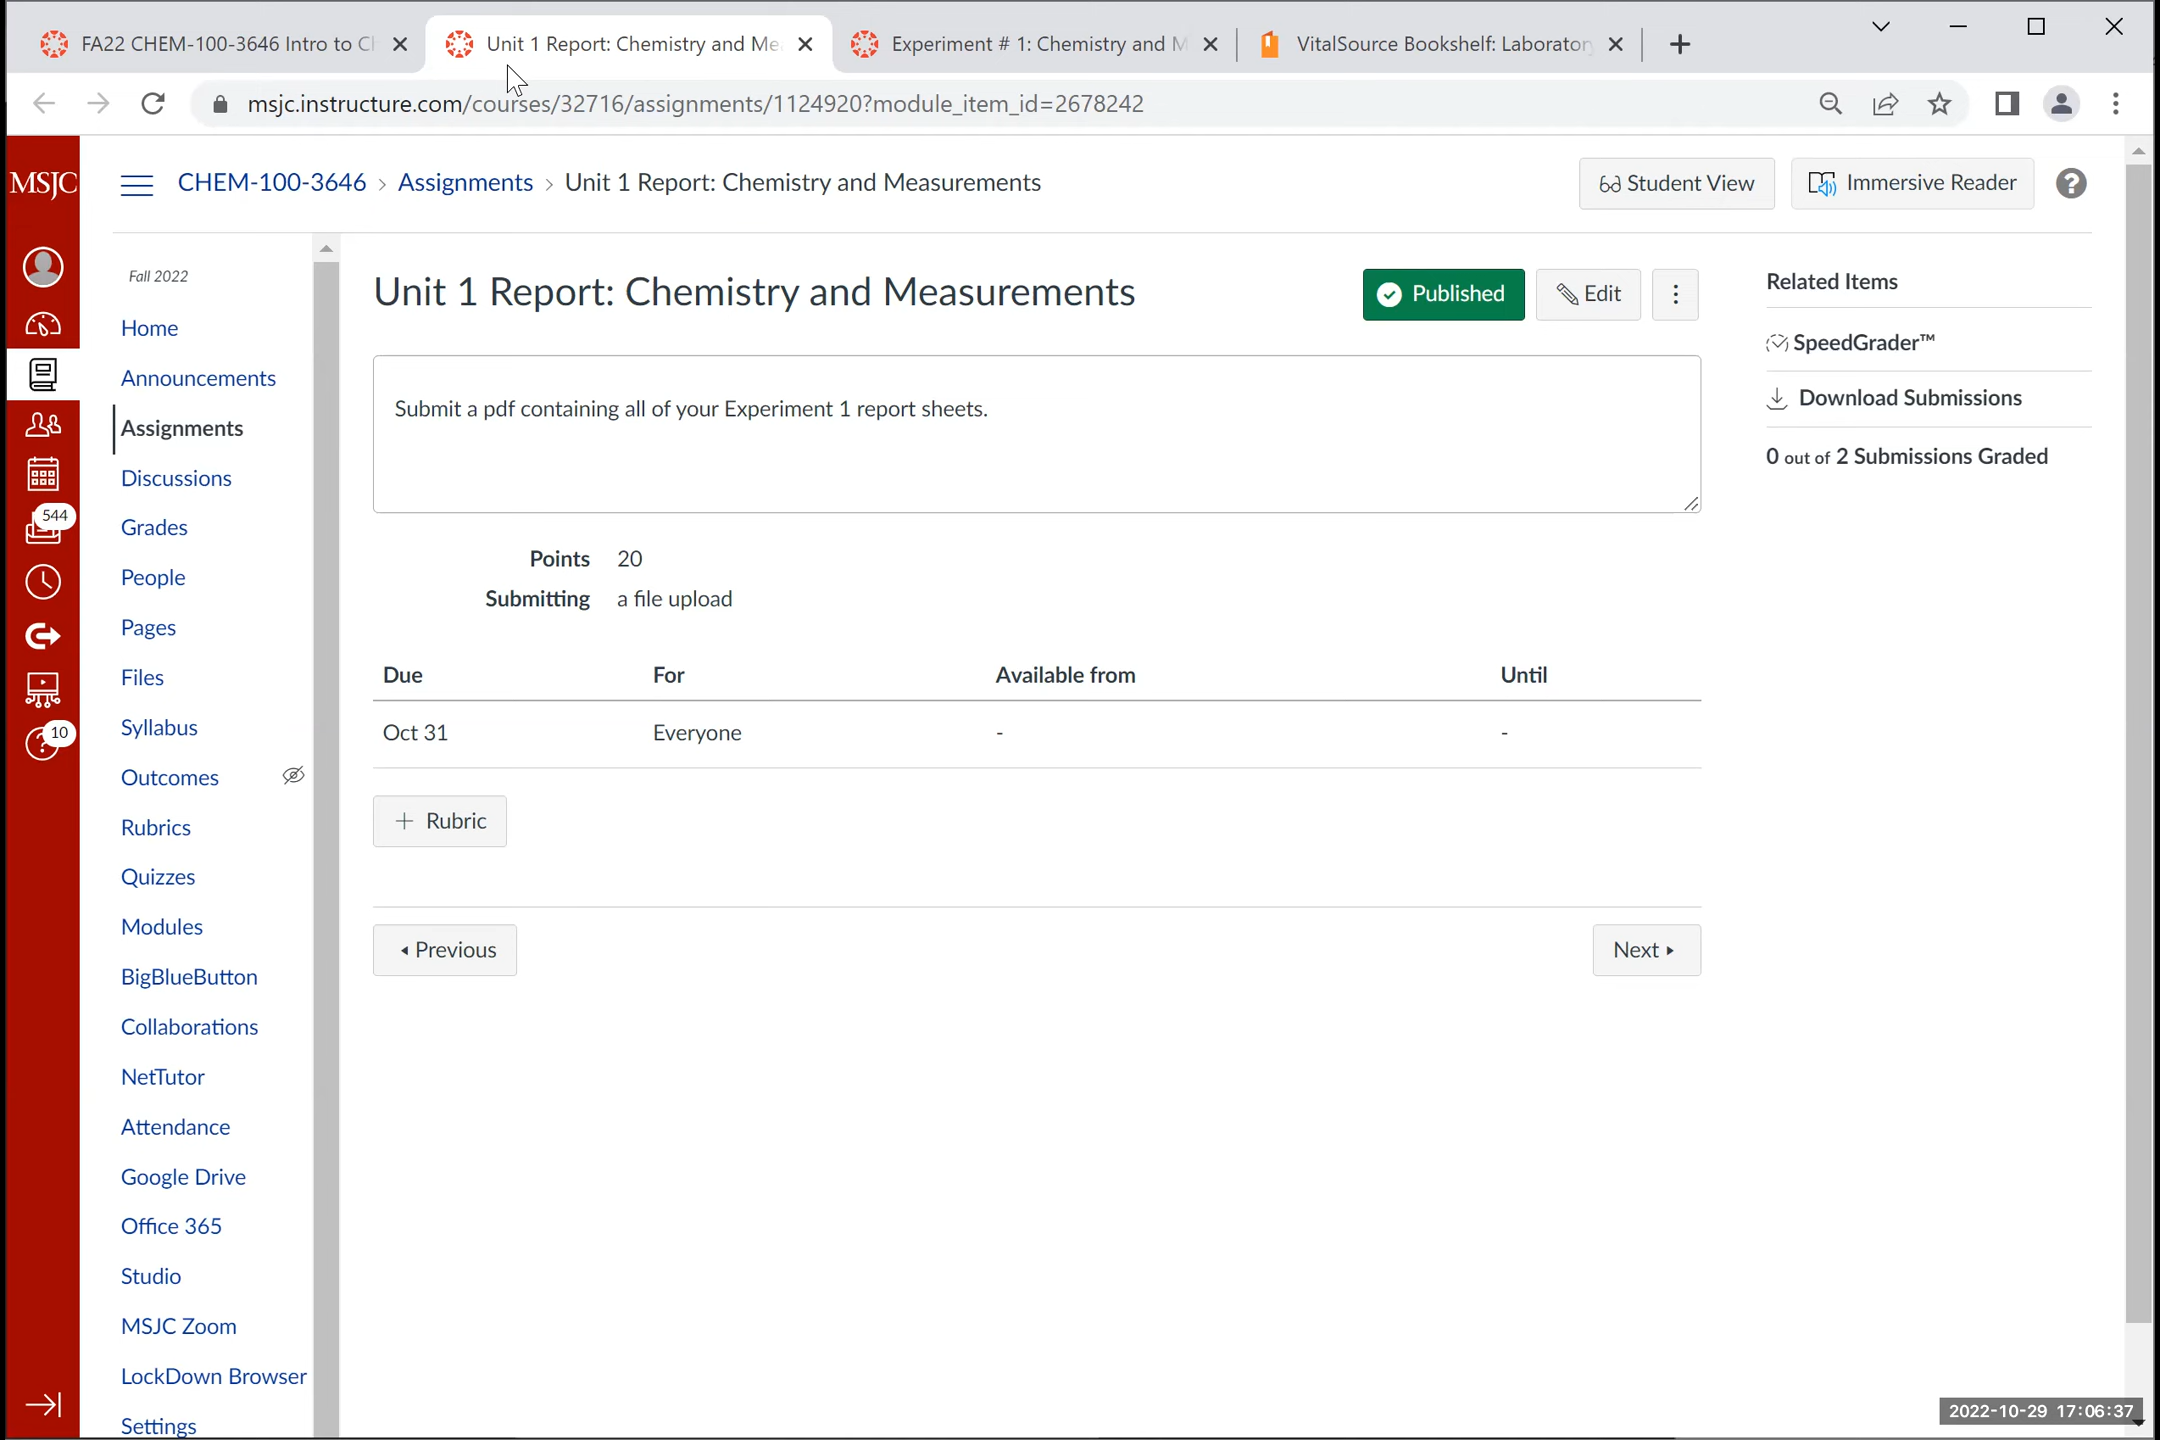 FA22 CHEM-100-3646 Intro to Ch
Unit 1 Report: Chemistry and Me
Experiment # 1: Chemistry and M
VitalSource Bookshelf: Laboratory
msjc.instructure.com/courses/32716/assignments/1124920?module_item_id=2678242
MSJC
CHEM-100-3646 › Assignments › Unit 1 Report: Chemistry and Measurements
Student View
Immersive Reader
?
544
10
Fall 2022
Home
Announcements
Assignments
Discussions
Grades
People
Pages
Files
Syllabus
Outcomes
Rubrics
Quizzes
Modules
BigBlueButton
Collaborations
NetTutor
Attendance
Google Drive
Office 365
Studio
MSJC Zoom
LockDown Browser
Settings
Unit 1 Report: Chemistry and Measurements
Published
Edit
Submit a pdf containing all of your Experiment 1 report sheets.
Points 20
Submitting a file upload
Due For Available from Until
Oct 31 Everyone - -
+ Rubric
Previous
Next
Related Items
SpeedGrader™
Download Submissions
0 out of 2 Submissions Graded
2022-10-29 17:06:37